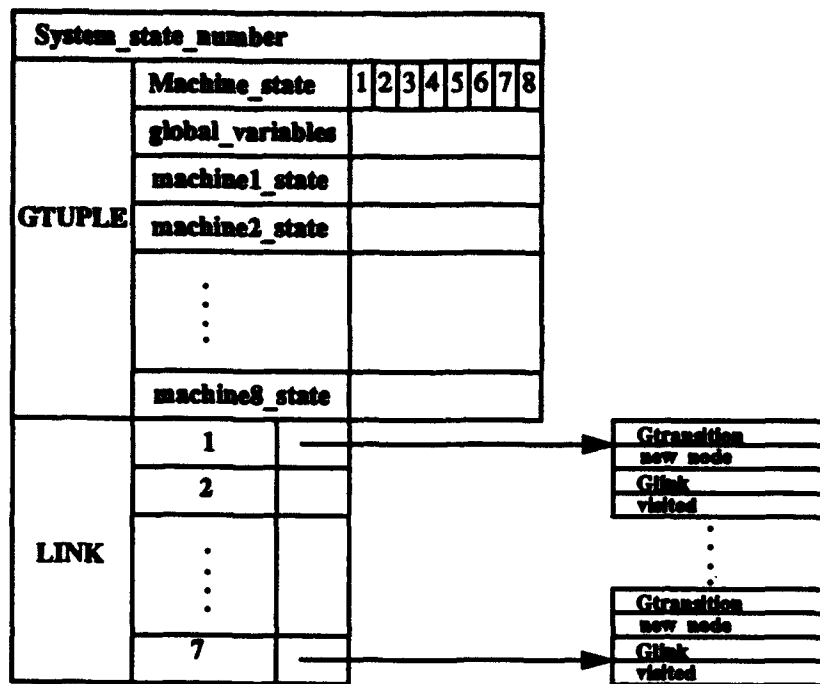 System_state_number
GTUPLE
Machine_state 1 2 3 4 5 6 7 8
global_variables
machine1_state
machine2_state
machine8_state
LINK
1
2
7
Gtransition
new node
Glink
visited
Gtransition
new node
Glink
visited